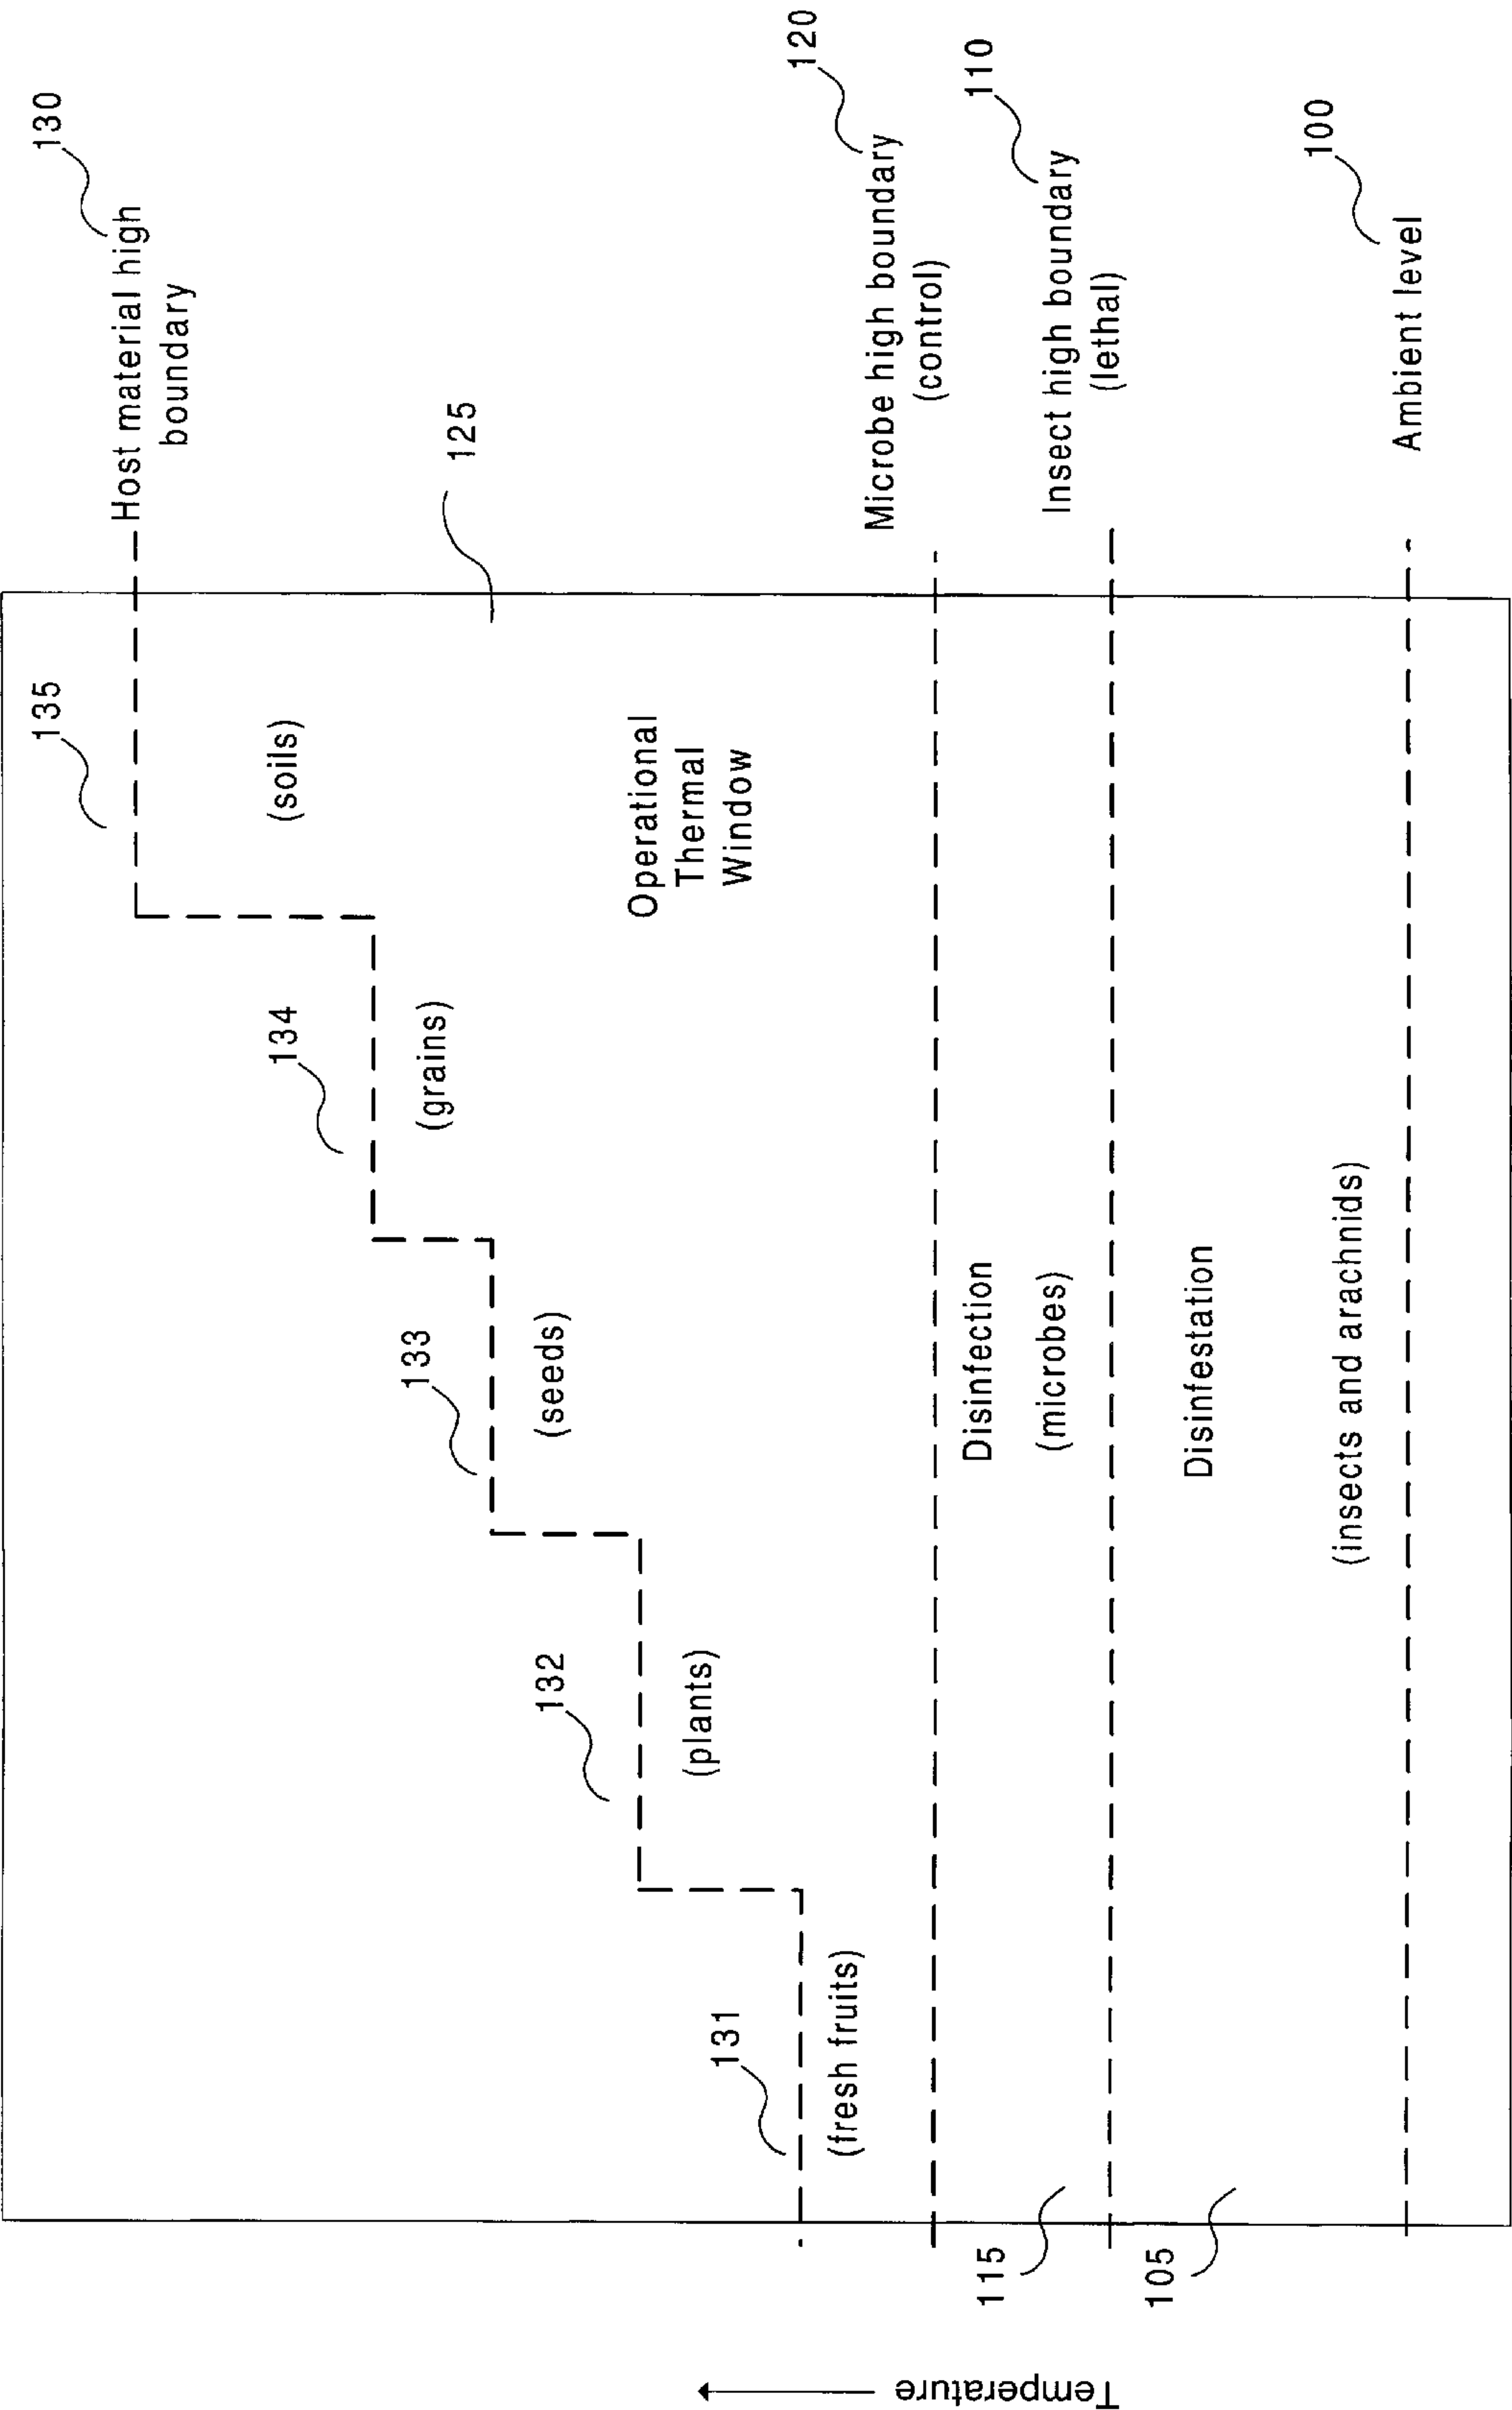 130
Host material high
boundary
135
(soils)
134
(grains)
125
133
(seeds)
Operational
Thermal
Window
132
(plants)
131
(fresh fruits)
120
Microbe high boundary
(control)
110
Insect high boundary
(lethal)
Disinfection
(microbes)
115
Disinfestation
105
(insects and arachnids)
100
Ambient level
Temperature